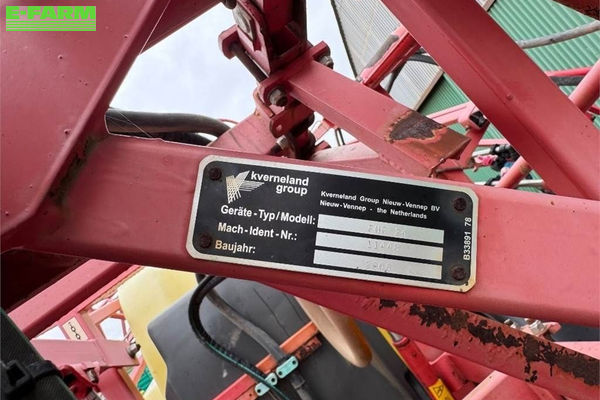 E-FARM
kverneland
group
Kverneland Group Nieuw-Vennep BV
Nieuw-Vennep - the Netherlands
Geräte-Typ/Modell:
Mach-Ident-Nr.:
Baujahr:
B33891 78